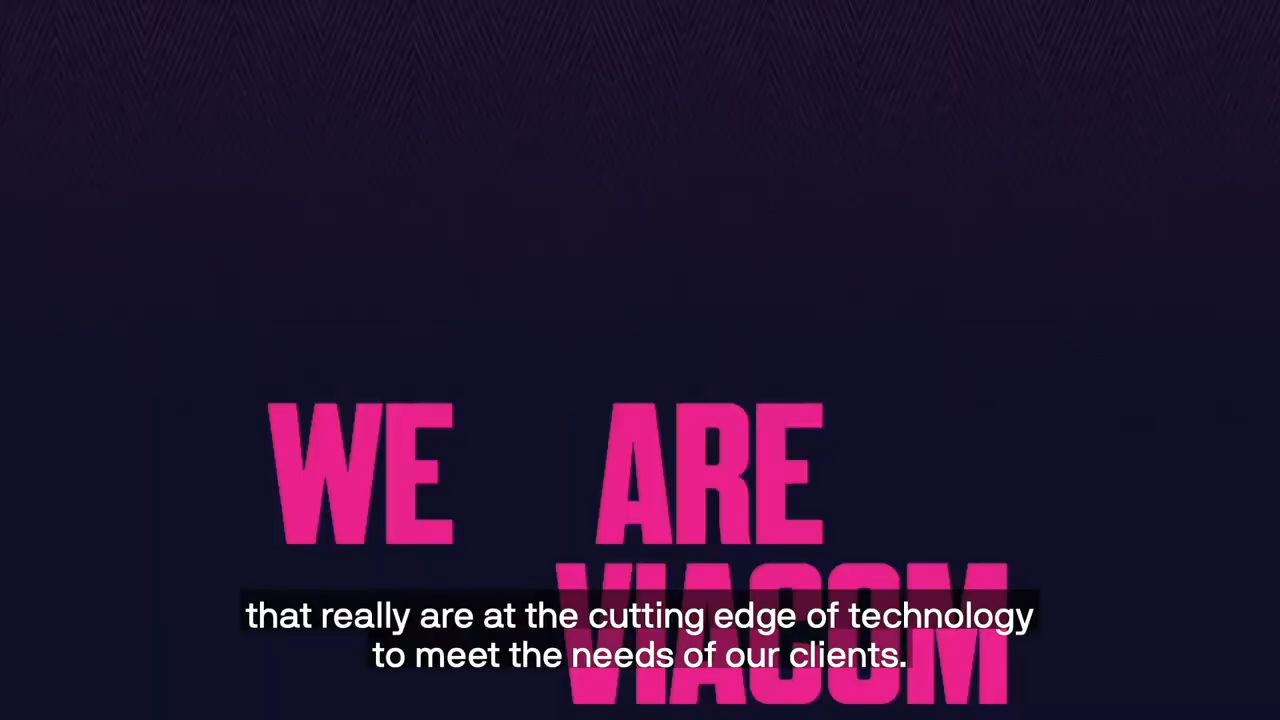 WE ARE
VIACOM
that really are at the cutting edge of technology
to meet the needs of our clients.